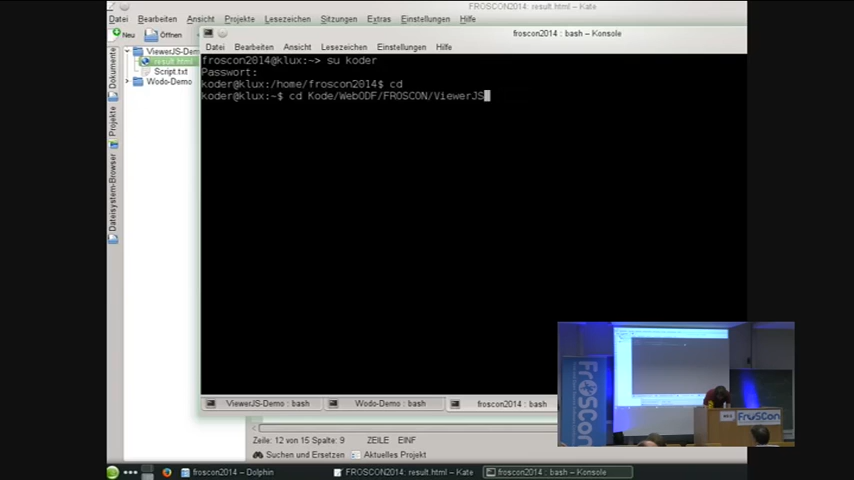 FROSCON2014: result.html – Kate
Datei Bearbeiten Ansicht Projekte Lesezeichen Sitzungen Extras Einstellungen Hilfe
Neu Öffnen
froscon2014 : bash – Konsole
Datei Bearbeiten Ansicht Lesezeichen Einstellungen Hilfe
Dokumente
Projekte
Dateisystem-Browser
ViewerJS-Dem
result.html
Script.txt
Wodo-Demo
froscon2014@klux:~> su koder
Passwort:
koder@klux:/home/froscon2014$ cd
koder@klux:~$ cd Kode/WebODF/FROSCON/ViewerJS
ViewerJS-Demo : bash
Wodo-Demo : bash
froscon2014 : bash
Zeile: 12 von 15 Spalte: 9 ZEILE EINF
Suchen und Ersetzen Aktuelles Projekt
froscon2014 – Dolphin
FROSCON2014: result.html – Kate
froscon2014 : bash – Konsole
FrOSCon
FrOSCon